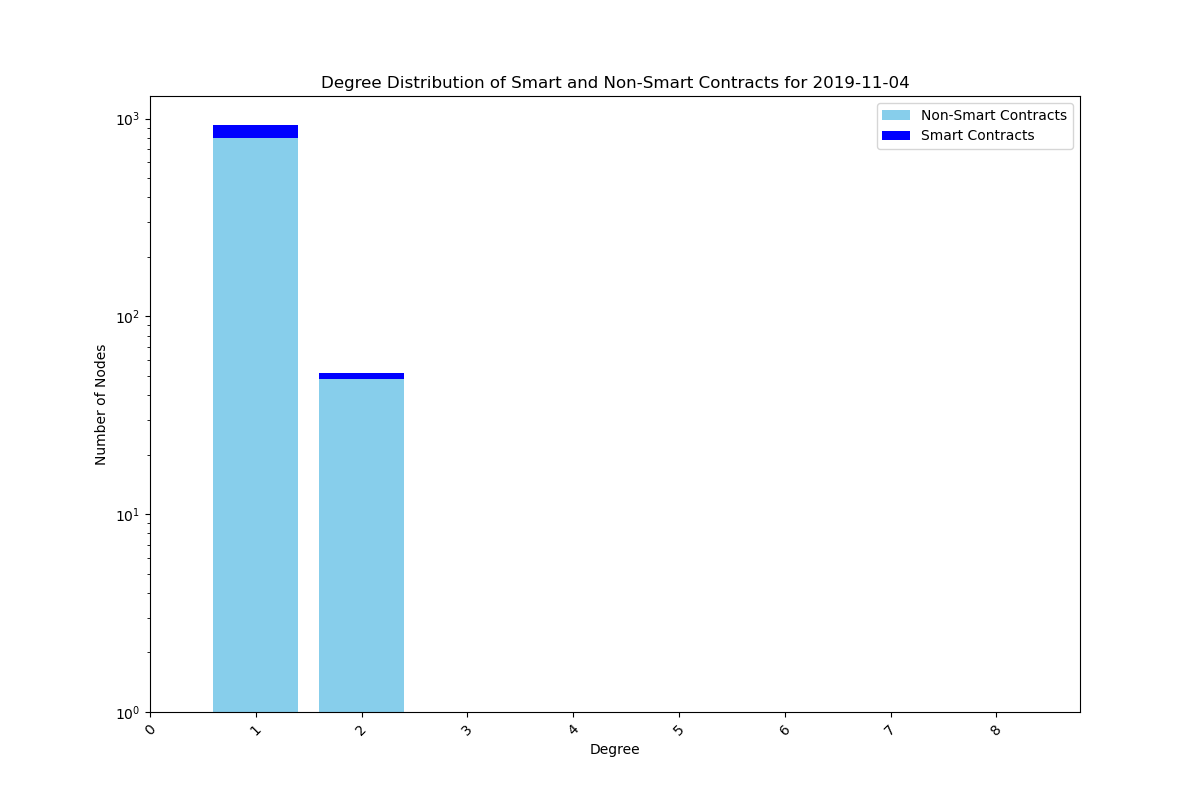 Degree Distribution of Smart and Non-Smart Contracts for 2019-11-04
Non-Smart Contracts
Smart Contracts
Number of Nodes
10³
10²
10¹
10⁰
0 1 2 3 4 5 6 7 8
Degree